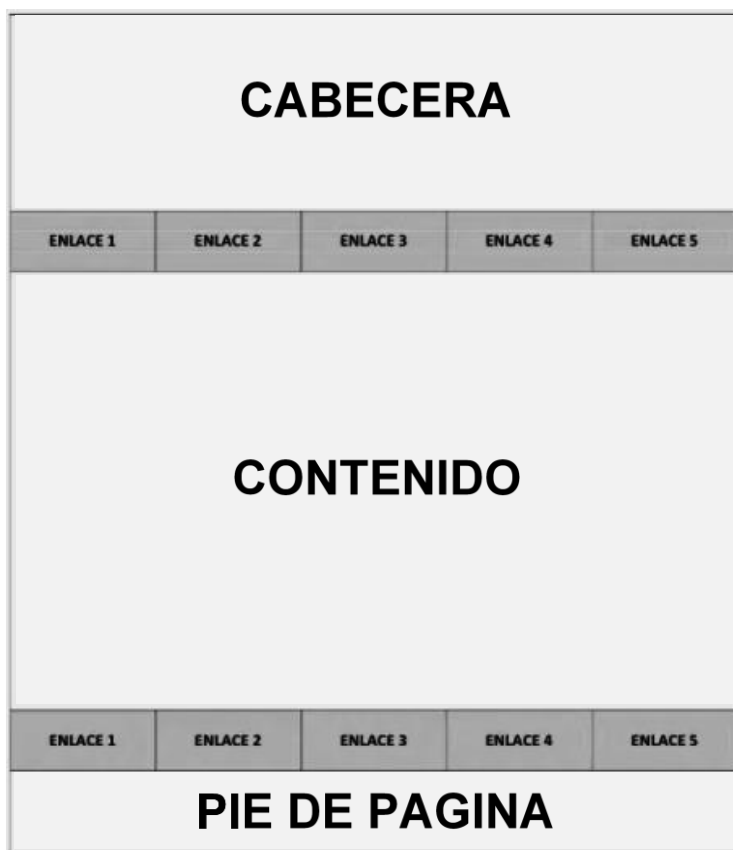 CABECERA
ENLACE 1 ENLACE 2 ENLACE 3 ENLACE 4 ENLACE 5
CONTENIDO
ENLACE 1 ENLACE 2 ENLACE 3 ENLACE 4 ENLACE 5
PIE DE PAGINA